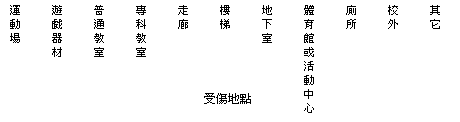 運動場
遊戲器材
普通教室
專科教室
走廊
樓梯
地下室
體育館或活動中心
廁所
校外
其它
受傷地點